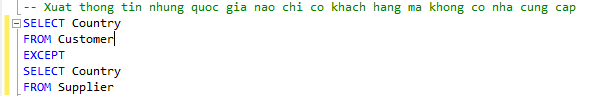 -- Xuat thong tin nhung quoc gia nao chi co khach hang ma khong co nha cung cap
SELECT Country
FROM Customer
EXCEPT
SELECT Country
FROM Supplier